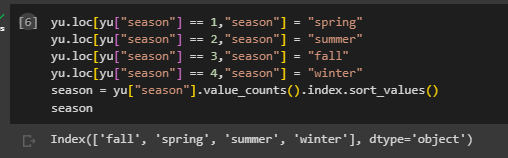 [6] yu.loc[yu["season"] == 1,"season"] = "spring"
yu.loc[yu["season"] == 2,"season"] = "summer"
yu.loc[yu["season"] == 3,"season"] = "fall"
yu.loc[yu["season"] == 4,"season"] = "winter"
season = yu["season"].value_counts().index.sort_values()
season
Index(['fall', 'spring', 'summer', 'winter'], dtype='object')